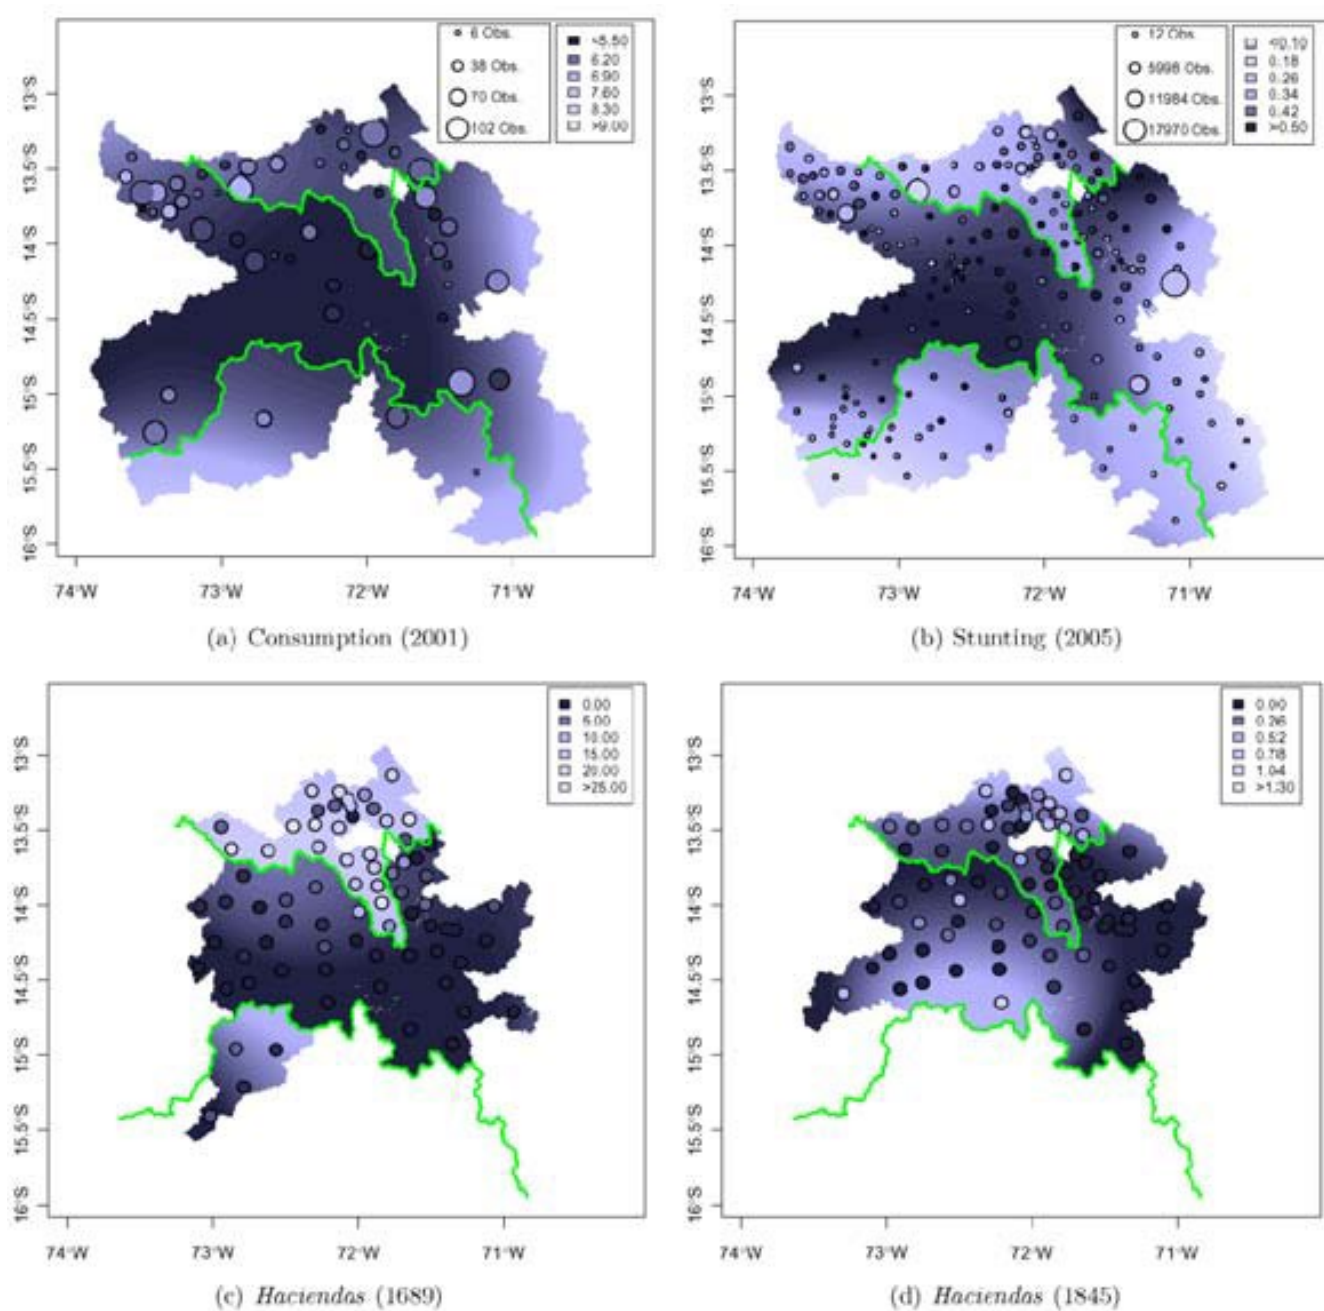 6 Obs.
38 Obs.
70 Obs.
102 Obs.
<5.50
6.20
6.90
7.60
8.30
>9.00
13°S
13.5°S
14°S
14.5°S
15°S
15.5°S
16°S
74°W
73°W
72°W
71°W
(a) Consumption (2001)
12 Obs.
5998 Obs.
11984 Obs.
17970 Obs.
<0.10
0.18
0.26
0.34
0.42
>0.50
13°S
13.5°S
14°S
14.5°S
15°S
15.5°S
16°S
74°W
73°W
72°W
71°W
(b) Stunting (2005)
0.00
5.00
10.00
15.00
20.00
>25.00
13°S
13.5°S
14°S
14.5°S
15°S
15.5°S
16°S
74°W
73°W
72°W
71°W
(c) Haciendas (1689)
0.00
0.26
0.52
0.78
1.04
>1.30
13°S
13.5°S
14°S
14.5°S
15°S
15.5°S
16°S
74°W
73°W
72°W
71°W
(d) Haciendas (1845)